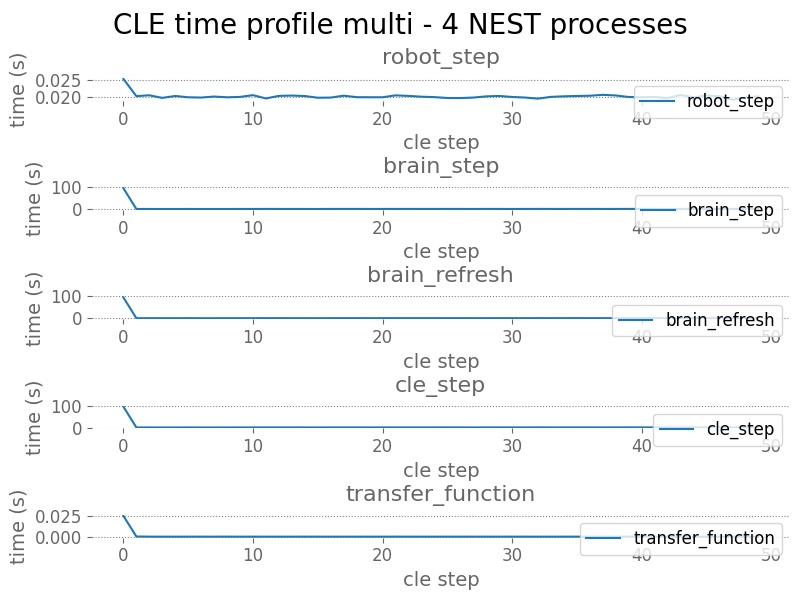 CLE time profile multi - 4 NEST processes
robot_step
time (s)
0.025
0.020
robot_step
0 10 20 30 40 50
cle step
brain_step
time (s)
100
0
brain_step
0 10 20 30 40 50
cle step
brain_refresh
time (s)
100
0
brain_refresh
0 10 20 30 40 50
cle step
cle_step
time (s)
100
0
cle_step
0 10 20 30 40 50
cle step
transfer_function
time (s)
0.025
0.000
transfer_function
0 10 20 30 40 50
cle step